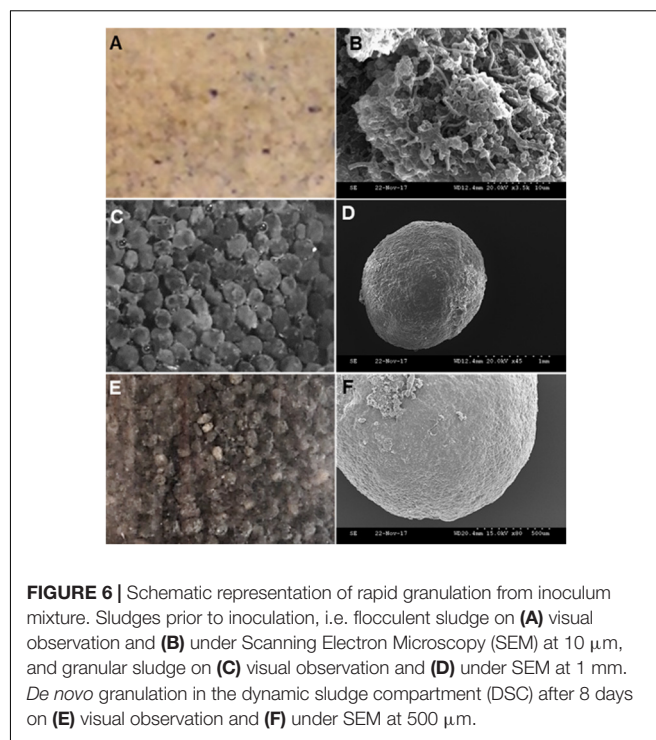 A
B
SE 22-Nov-17 WD12.4mm 20.0kV x3.5k 10um
C
D
SE 22-Nov-17 WD12.4mm 20.0kV x45 1mm
E
F
SE 22-Nov-17 WD20.4mm 15.0kV x80 500um
FIGURE 6 | Schematic representation of rapid granulation from inoculum
mixture. Sludges prior to inoculation, i.e. flocculent sludge on (A) visual
observation and (B) under Scanning Electron Microscopy (SEM) at 10 μm,
and granular sludge on (C) visual observation and (D) under SEM at 1 mm.
De novo granulation in the dynamic sludge compartment (DSC) after 8 days
on (E) visual observation and (F) under SEM at 500 μm.